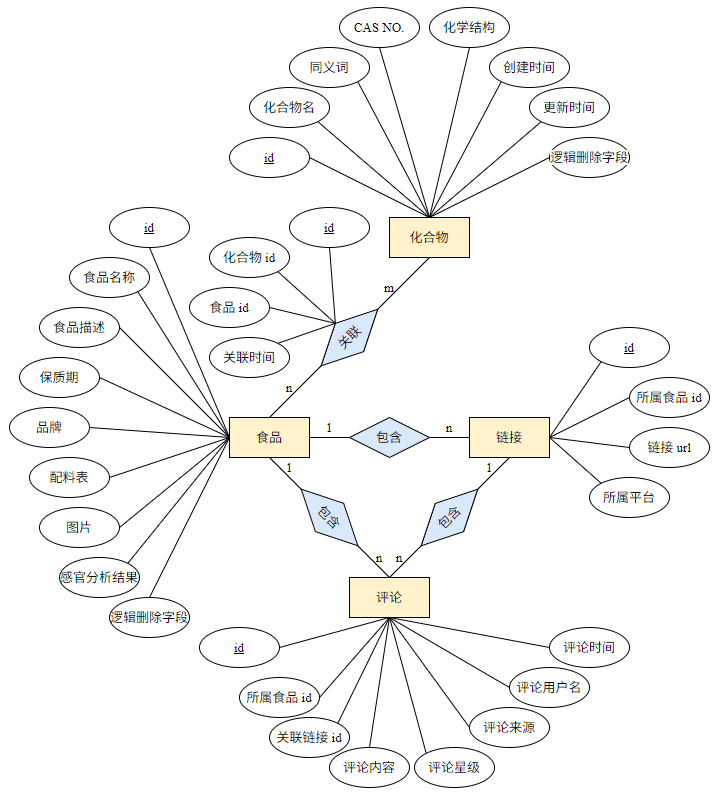 CAS NO.
化学结构
同义词
创建时间
化合物名
更新时间
id
逻辑删除字段
id
id
化合物
化合物 id
食品名称
m
食品 id
食品描述
关联
关联时间
id
保质期
n
所属食品 id
品牌
食品
1
包含
n
链接
链接 url
配料表
1
1
所属平台
图片
包含
包含
感官分析结果
n
n
逻辑删除字段
评论
id
评论时间
所属食品 id
评论用户名
关联链接 id
评论来源
评论内容
评论星级